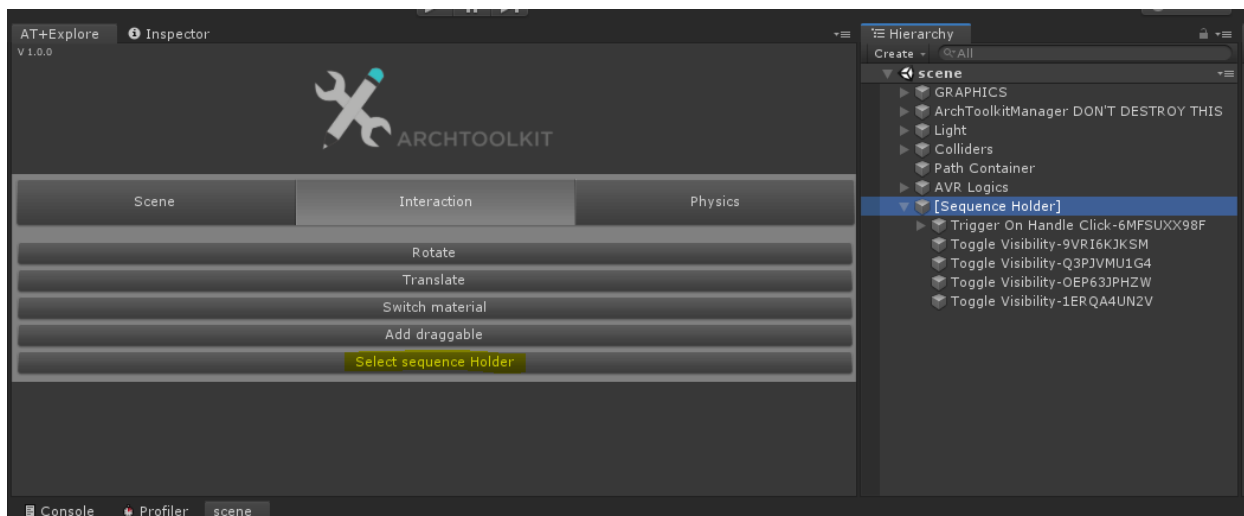 AT+Explore
Inspector
V 1.0.0
ARCHTOOLKIT
Scene
Interaction
Physics
Rotate
Translate
Switch material
Add draggable
Select sequence Holder
Hierarchy
Create
All
scene
GRAPHICS
ArchToolkitManager DON'T DESTROY THIS
Light
Colliders
Path Container
AVR Logics
[Sequence Holder]
Trigger On Handle Click-6MFSUXX98F
Toggle Visibility-9VRI6KJKSM
Toggle Visibility-Q3PJVMU1G4
Toggle Visibility-OEP63JPHZW
Toggle Visibility-1ERQA4UN2V
Console
Profiler
scene